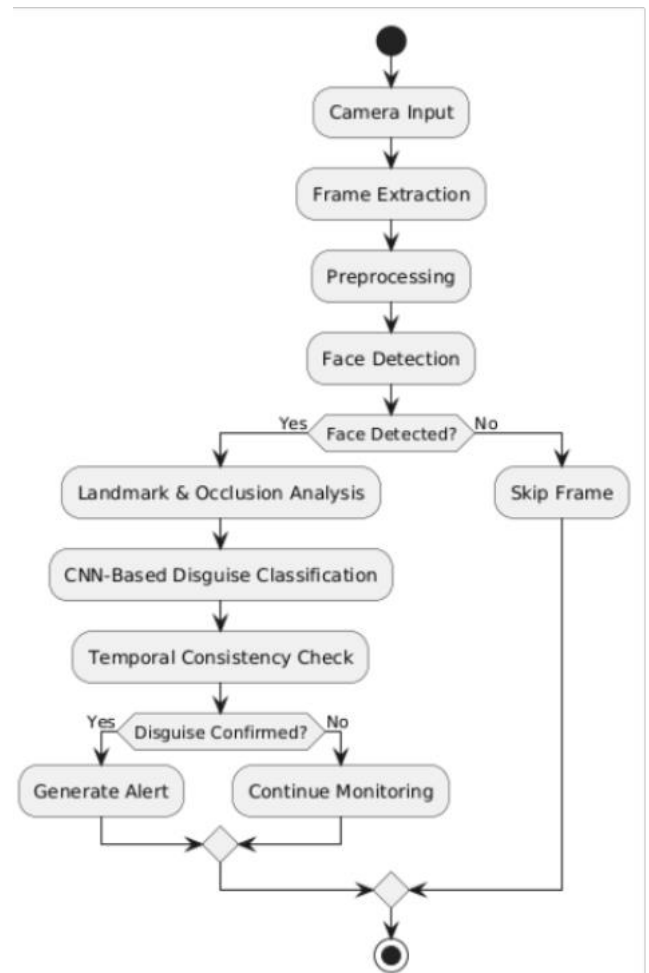 Camera Input
Frame Extraction
Preprocessing
Face Detection
Yes
Face Detected?
No
Landmark & Occlusion Analysis
Skip Frame
CNN-Based Disguise Classification
Temporal Consistency Check
Yes
Disguise Confirmed?
No
Generate Alert
Continue Monitoring